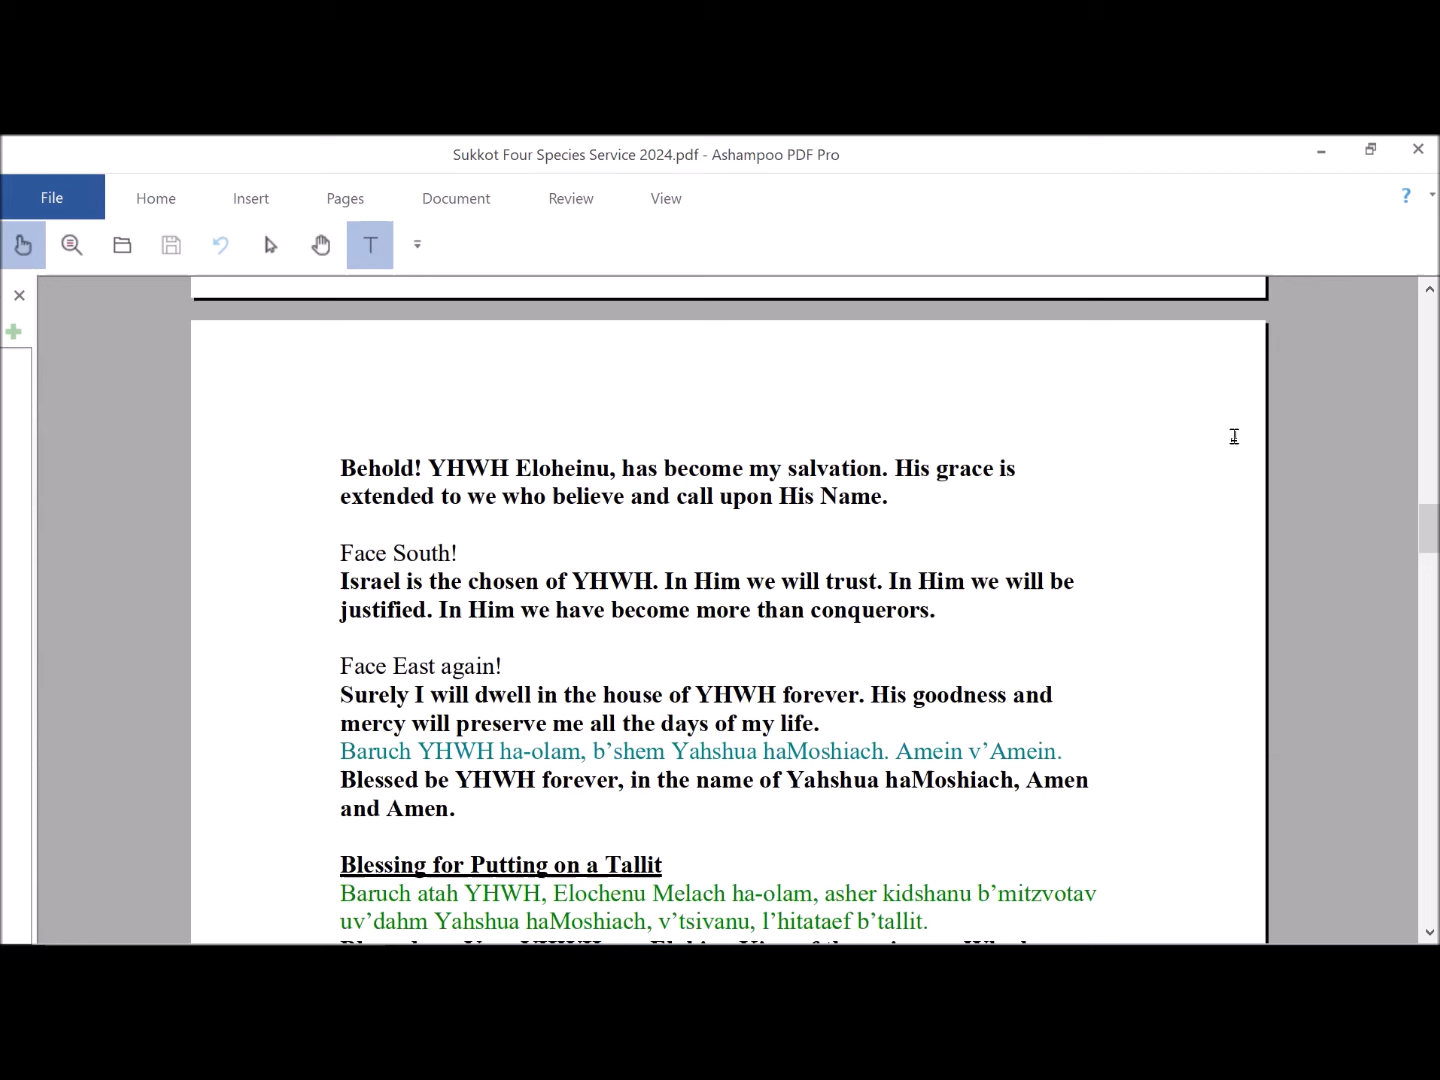 Sukkot Four Species Service 2024.pdf - Ashampoo PDF Pro
File Home Insert Pages Document Review View
Behold! YHWH Eloheinu, has become my salvation. His grace is
extended to we who believe and call upon His Name.
Face South!
Israel is the chosen of YHWH. In Him we will trust. In Him we will be
justified. In Him we have become more than conquerors.
Face East again!
Surely I will dwell in the house of YHWH forever. His goodness and
mercy will preserve me all the days of my life.
Baruch YHWH ha-olam, b’shem Yahshua haMoshiach. Amein v’Amein.
Blessed be YHWH forever, in the name of Yahshua haMoshiach, Amen
and Amen.
Blessing for Putting on a Tallit
Baruch atah YHWH, Elochenu Melach ha-olam, asher kidshanu b’mitzvotav
uv’dahm Yahshua haMoshiach, v’tsivanu, l’hitataef b’tallit.